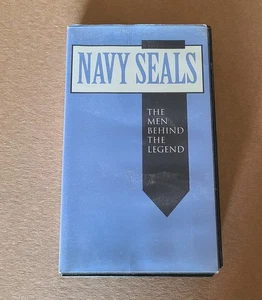 NAVY SEALS
THE
MEN
BEHIND
THE
LEGEND